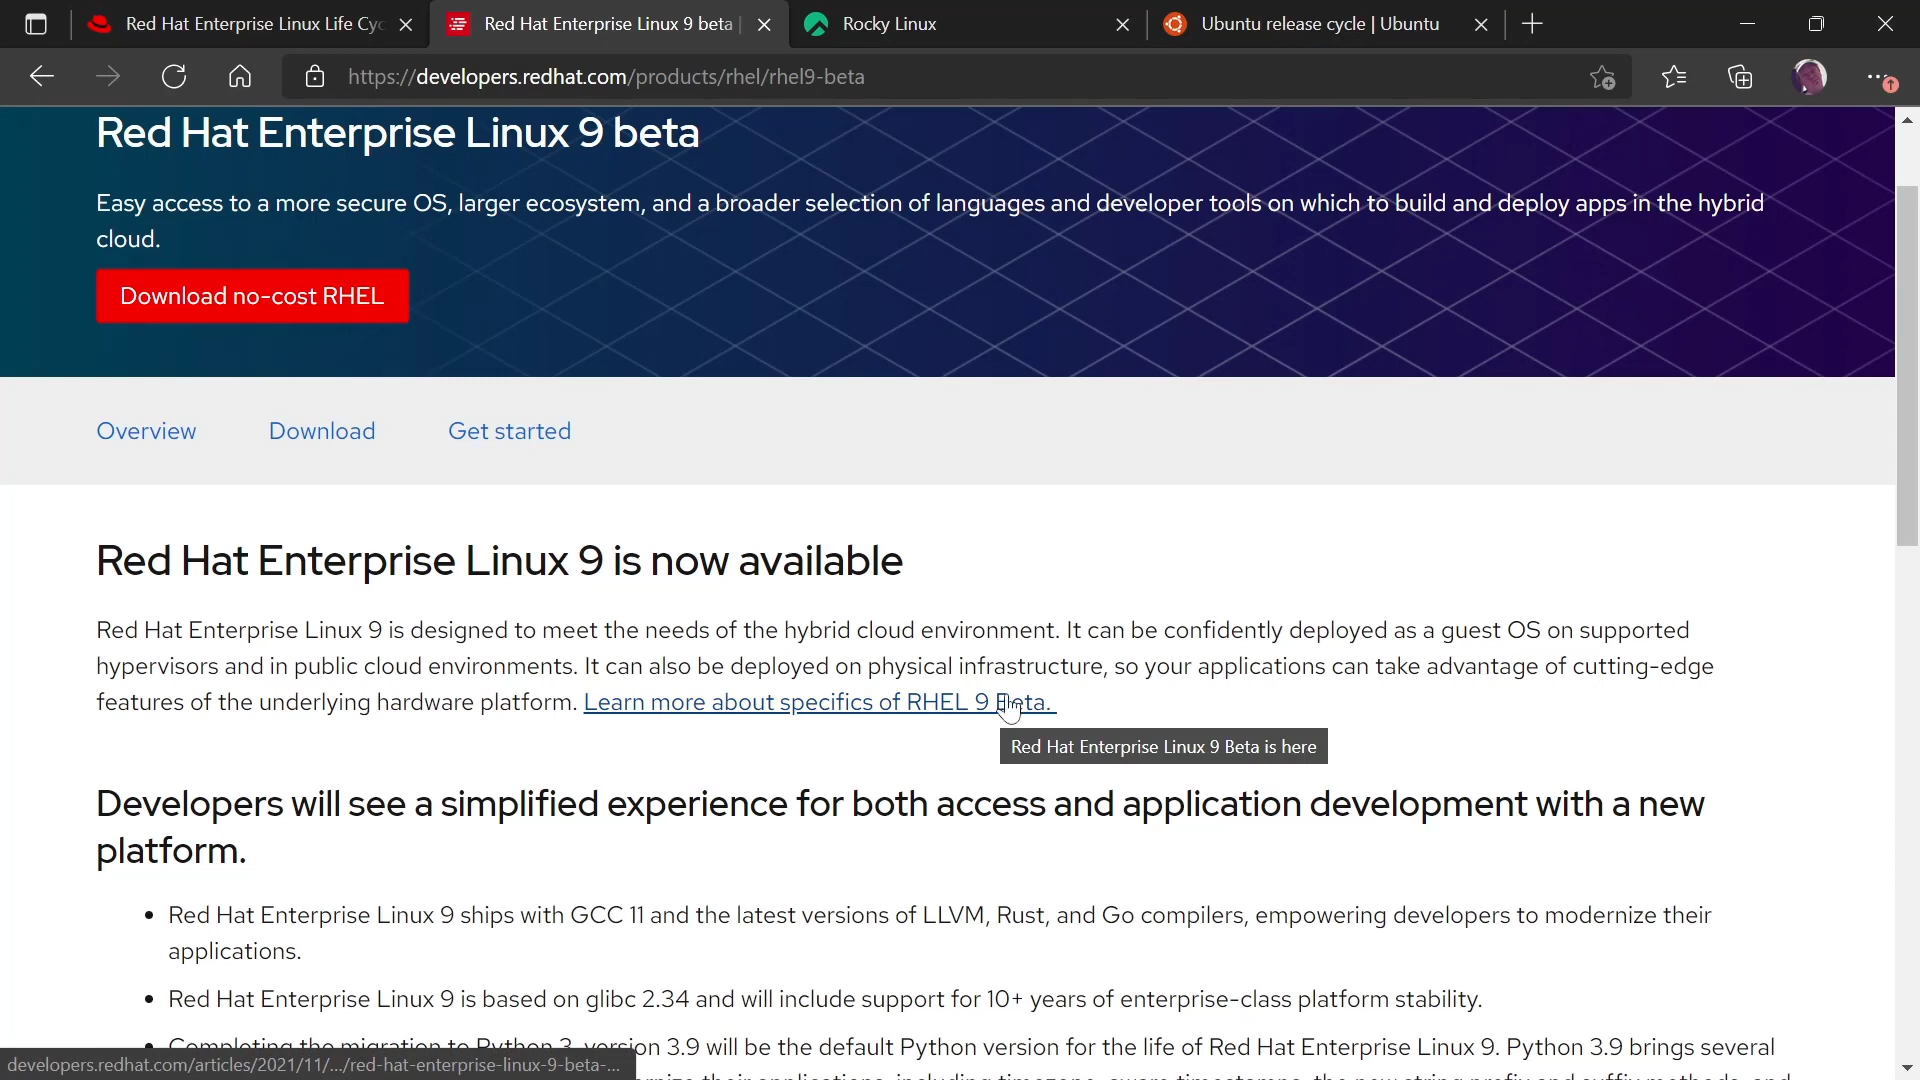 Red Hat Enterprise Linux Life Cyc
Red Hat Enterprise Linux 9 beta |
Rocky Linux
Ubuntu release cycle | Ubuntu
https://developers.redhat.com/products/rhel/rhel9-beta
Red Hat Enterprise Linux 9 beta
Easy access to a more secure OS, larger ecosystem, and a broader selection of languages and developer tools on which to build and deploy apps in the hybrid
cloud.
Download no-cost RHEL
Overview Download Get started
Red Hat Enterprise Linux 9 is now available
Red Hat Enterprise Linux 9 is designed to meet the needs of the hybrid cloud environment. It can be confidently deployed as a guest OS on supported
hypervisors and in public cloud environments. It can also be deployed on physical infrastructure, so your applications can take advantage of cutting-edge
features of the underlying hardware platform. Learn more about specifics of RHEL 9 Beta.
Red Hat Enterprise Linux 9 Beta is here
Developers will see a simplified experience for both access and application development with a new
platform.
• Red Hat Enterprise Linux 9 ships with GCC 11 and the latest versions of LLVM, Rust, and Go compilers, empowering developers to modernize their
applications.
• Red Hat Enterprise Linux 9 is based on glibc 2.34 and will include support for 10+ years of enterprise-class platform stability.
• Completing the migration to Python 3, version 3.9 will be the default Python version for the life of Red Hat Enterprise Linux 9. Python 3.9 brings several
developers.redhat.com/articles/2021/11/.../red-hat-enterprise-linux-9-beta-...